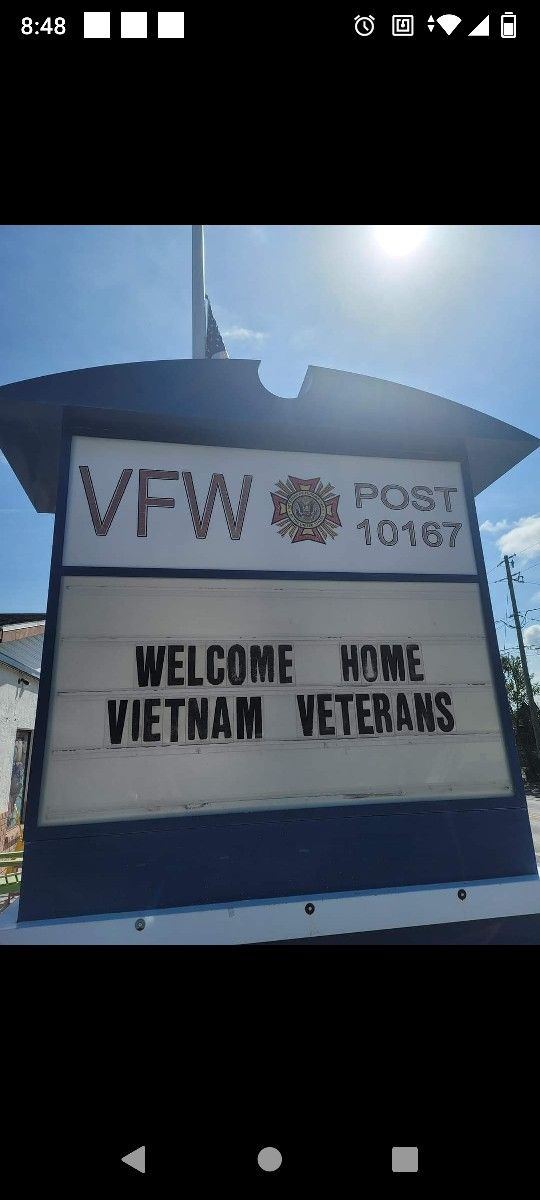 8:48
VFW
POST
10167
WELCOME HOME
VIETNAM VETERANS